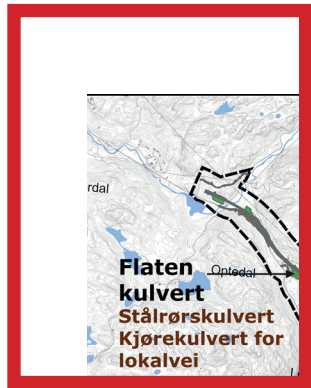 rdal
Flaten
Optedal
kulvert
Stålrørskulvert
Kjørekulvert for
lokalvei